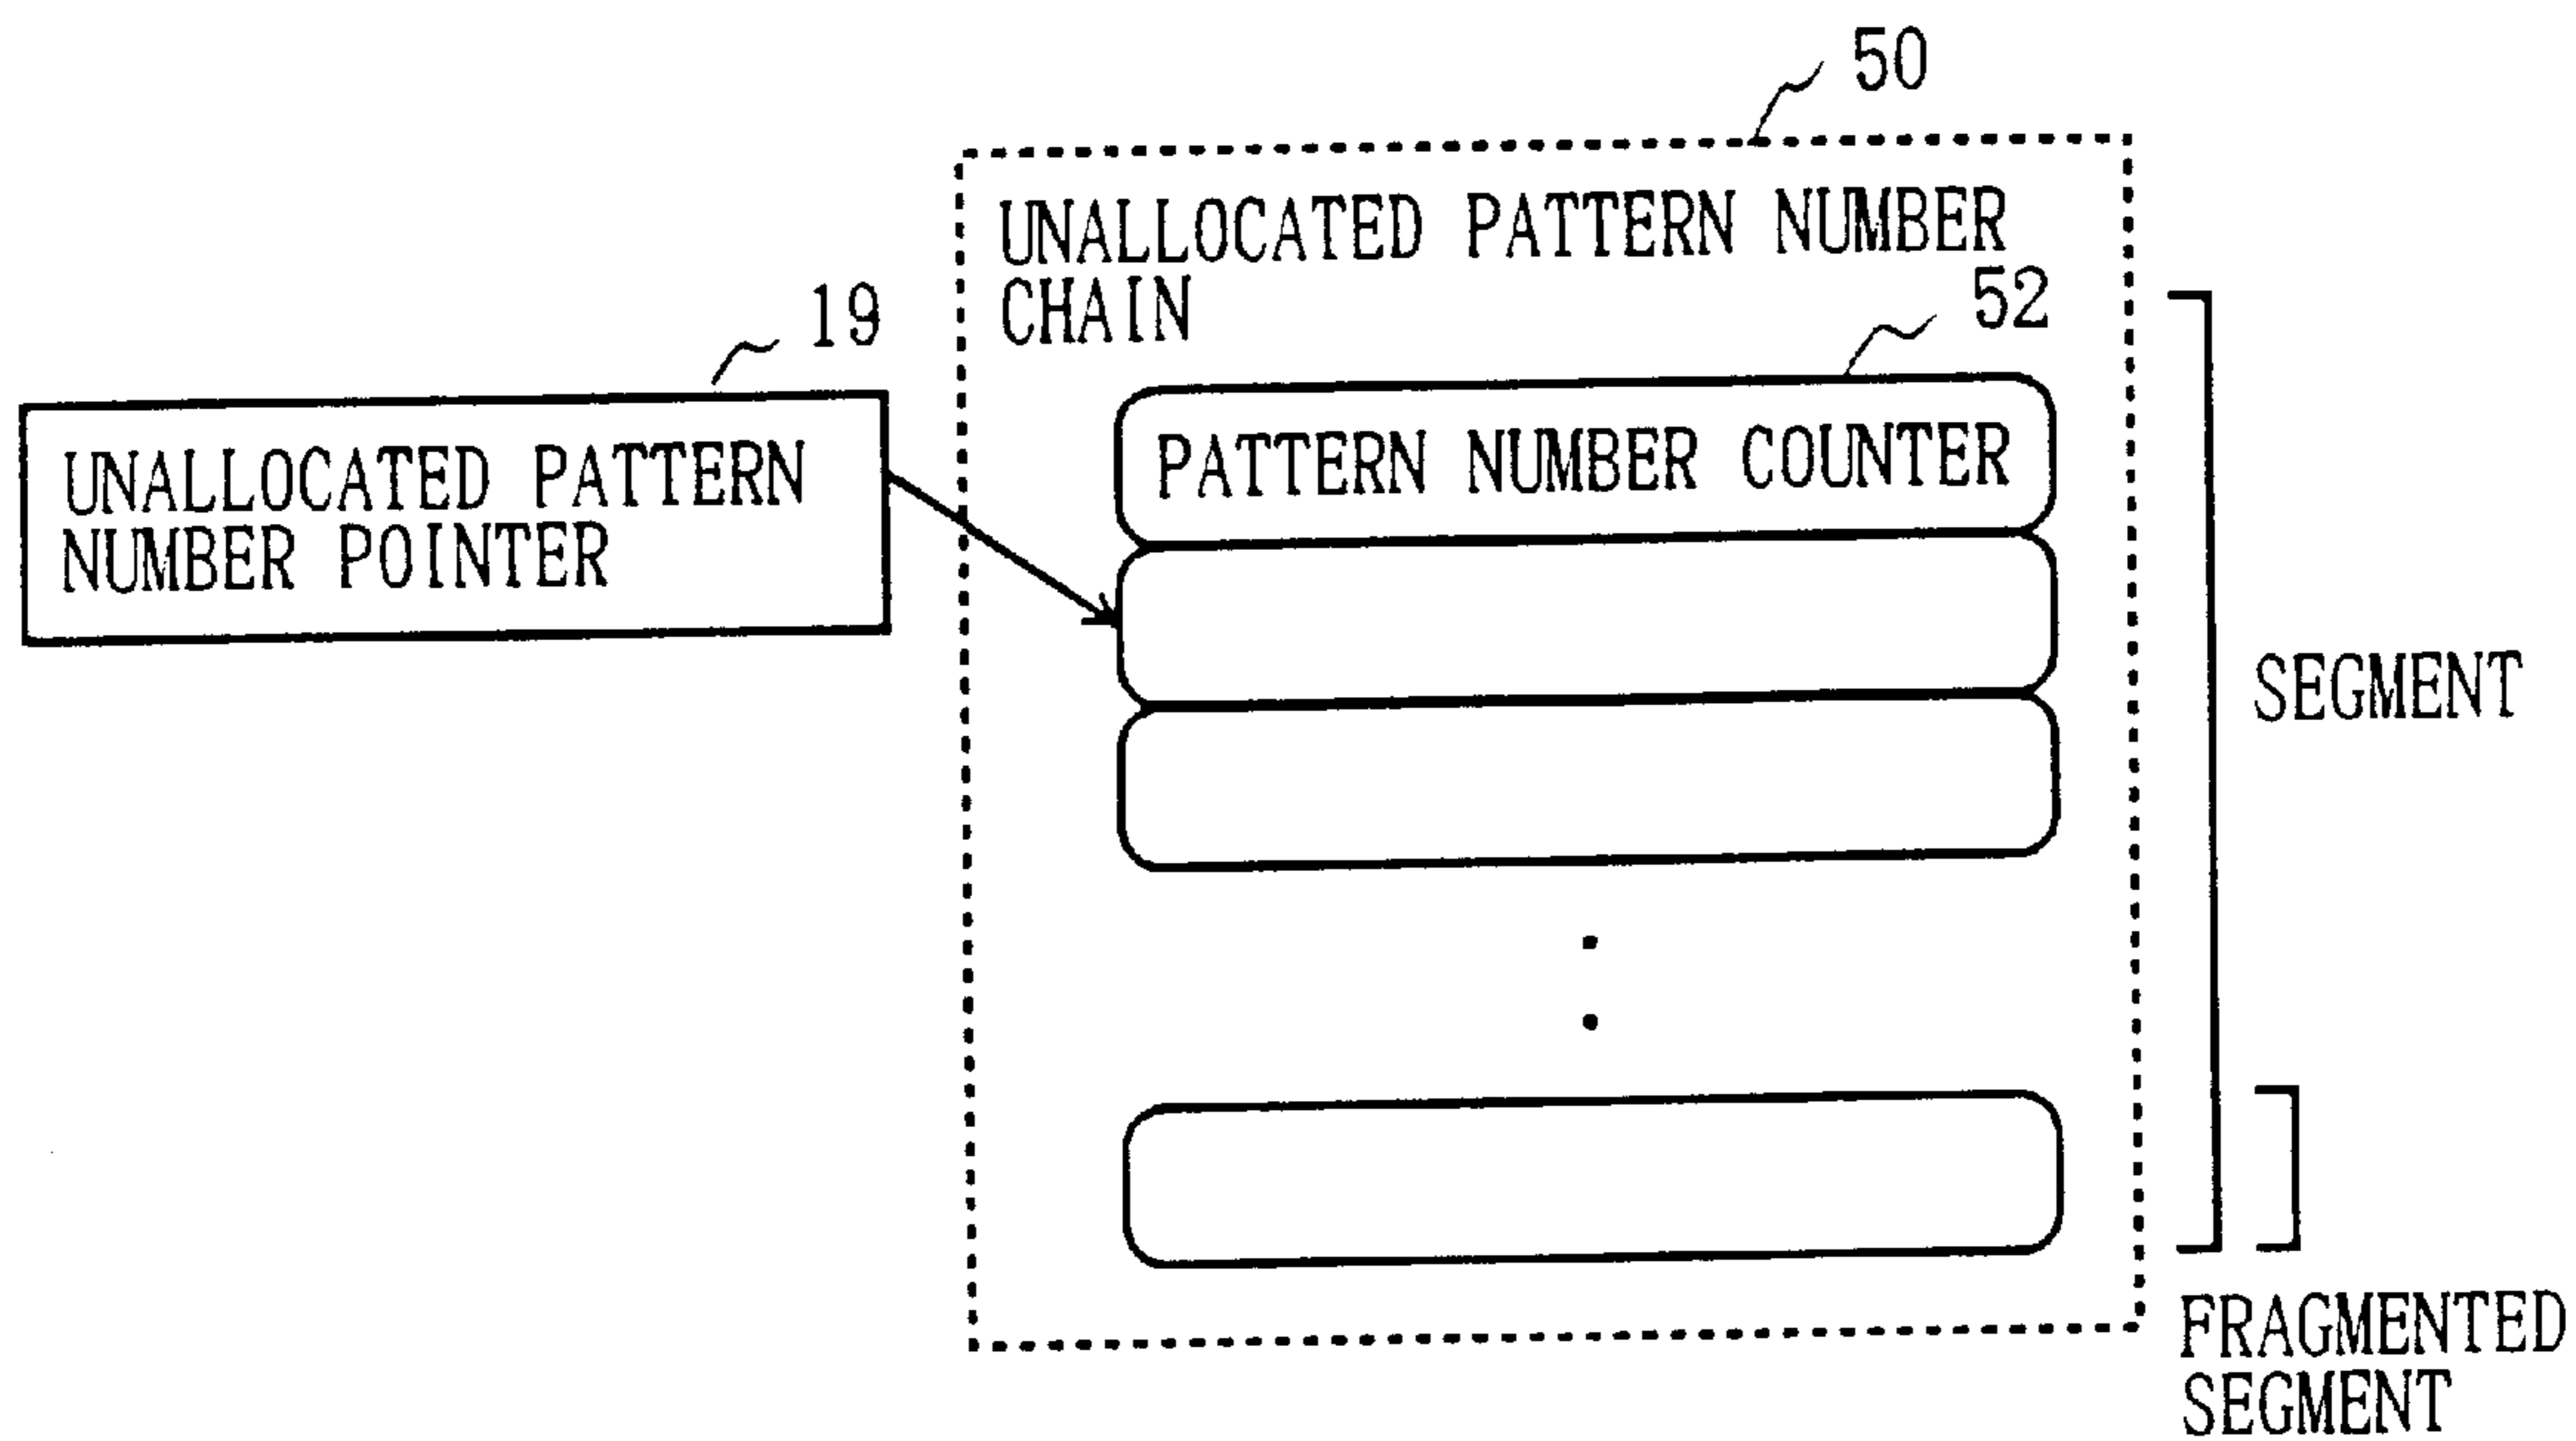 50
UNALLOCATED PATTERN NUMBER
CHAIN
19
52
UNALLOCATED PATTERN
NUMBER POINTER
PATTERN NUMBER COUNTER
SEGMENT
FRAGMENTED
SEGMENT